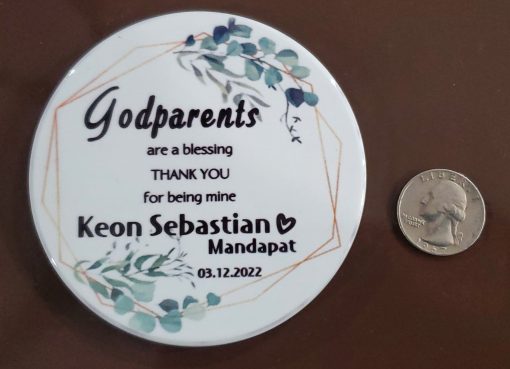 Godparents
are a blessing
THANK YOU
for being mine
Keon Sebastian
Mandapat
03.12.2022
LIBERTY